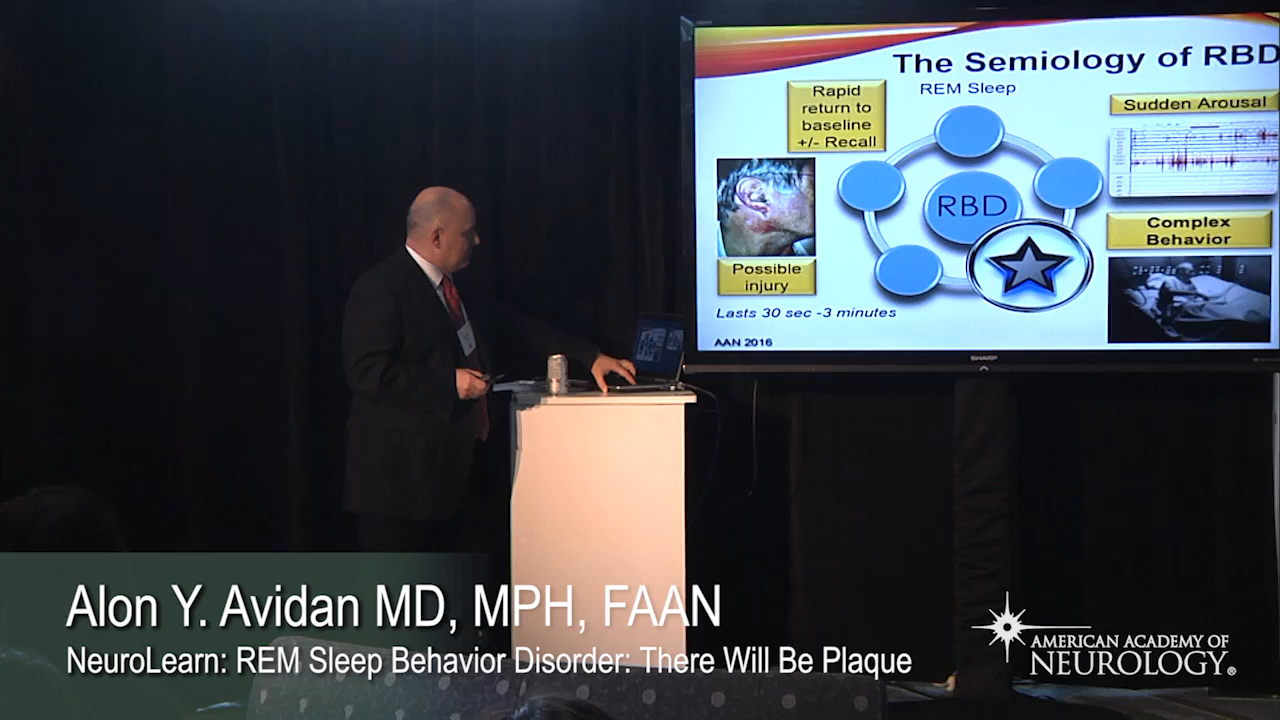 The Semiology of RBD
REM Sleep
Rapid
return to
baseline
+/- Recall
Sudden Arousal
RBD
Complex
Behavior
Possible
injury
Lasts 30 sec -3 minutes
AAN 2016
SHARP
Alon Y. Avidan MD, MPH, FAAN
NeuroLearn: REM Sleep Behavior Disorder: There Will Be Plaque
AMERICAN ACADEMY OF
NEUROLOGY®